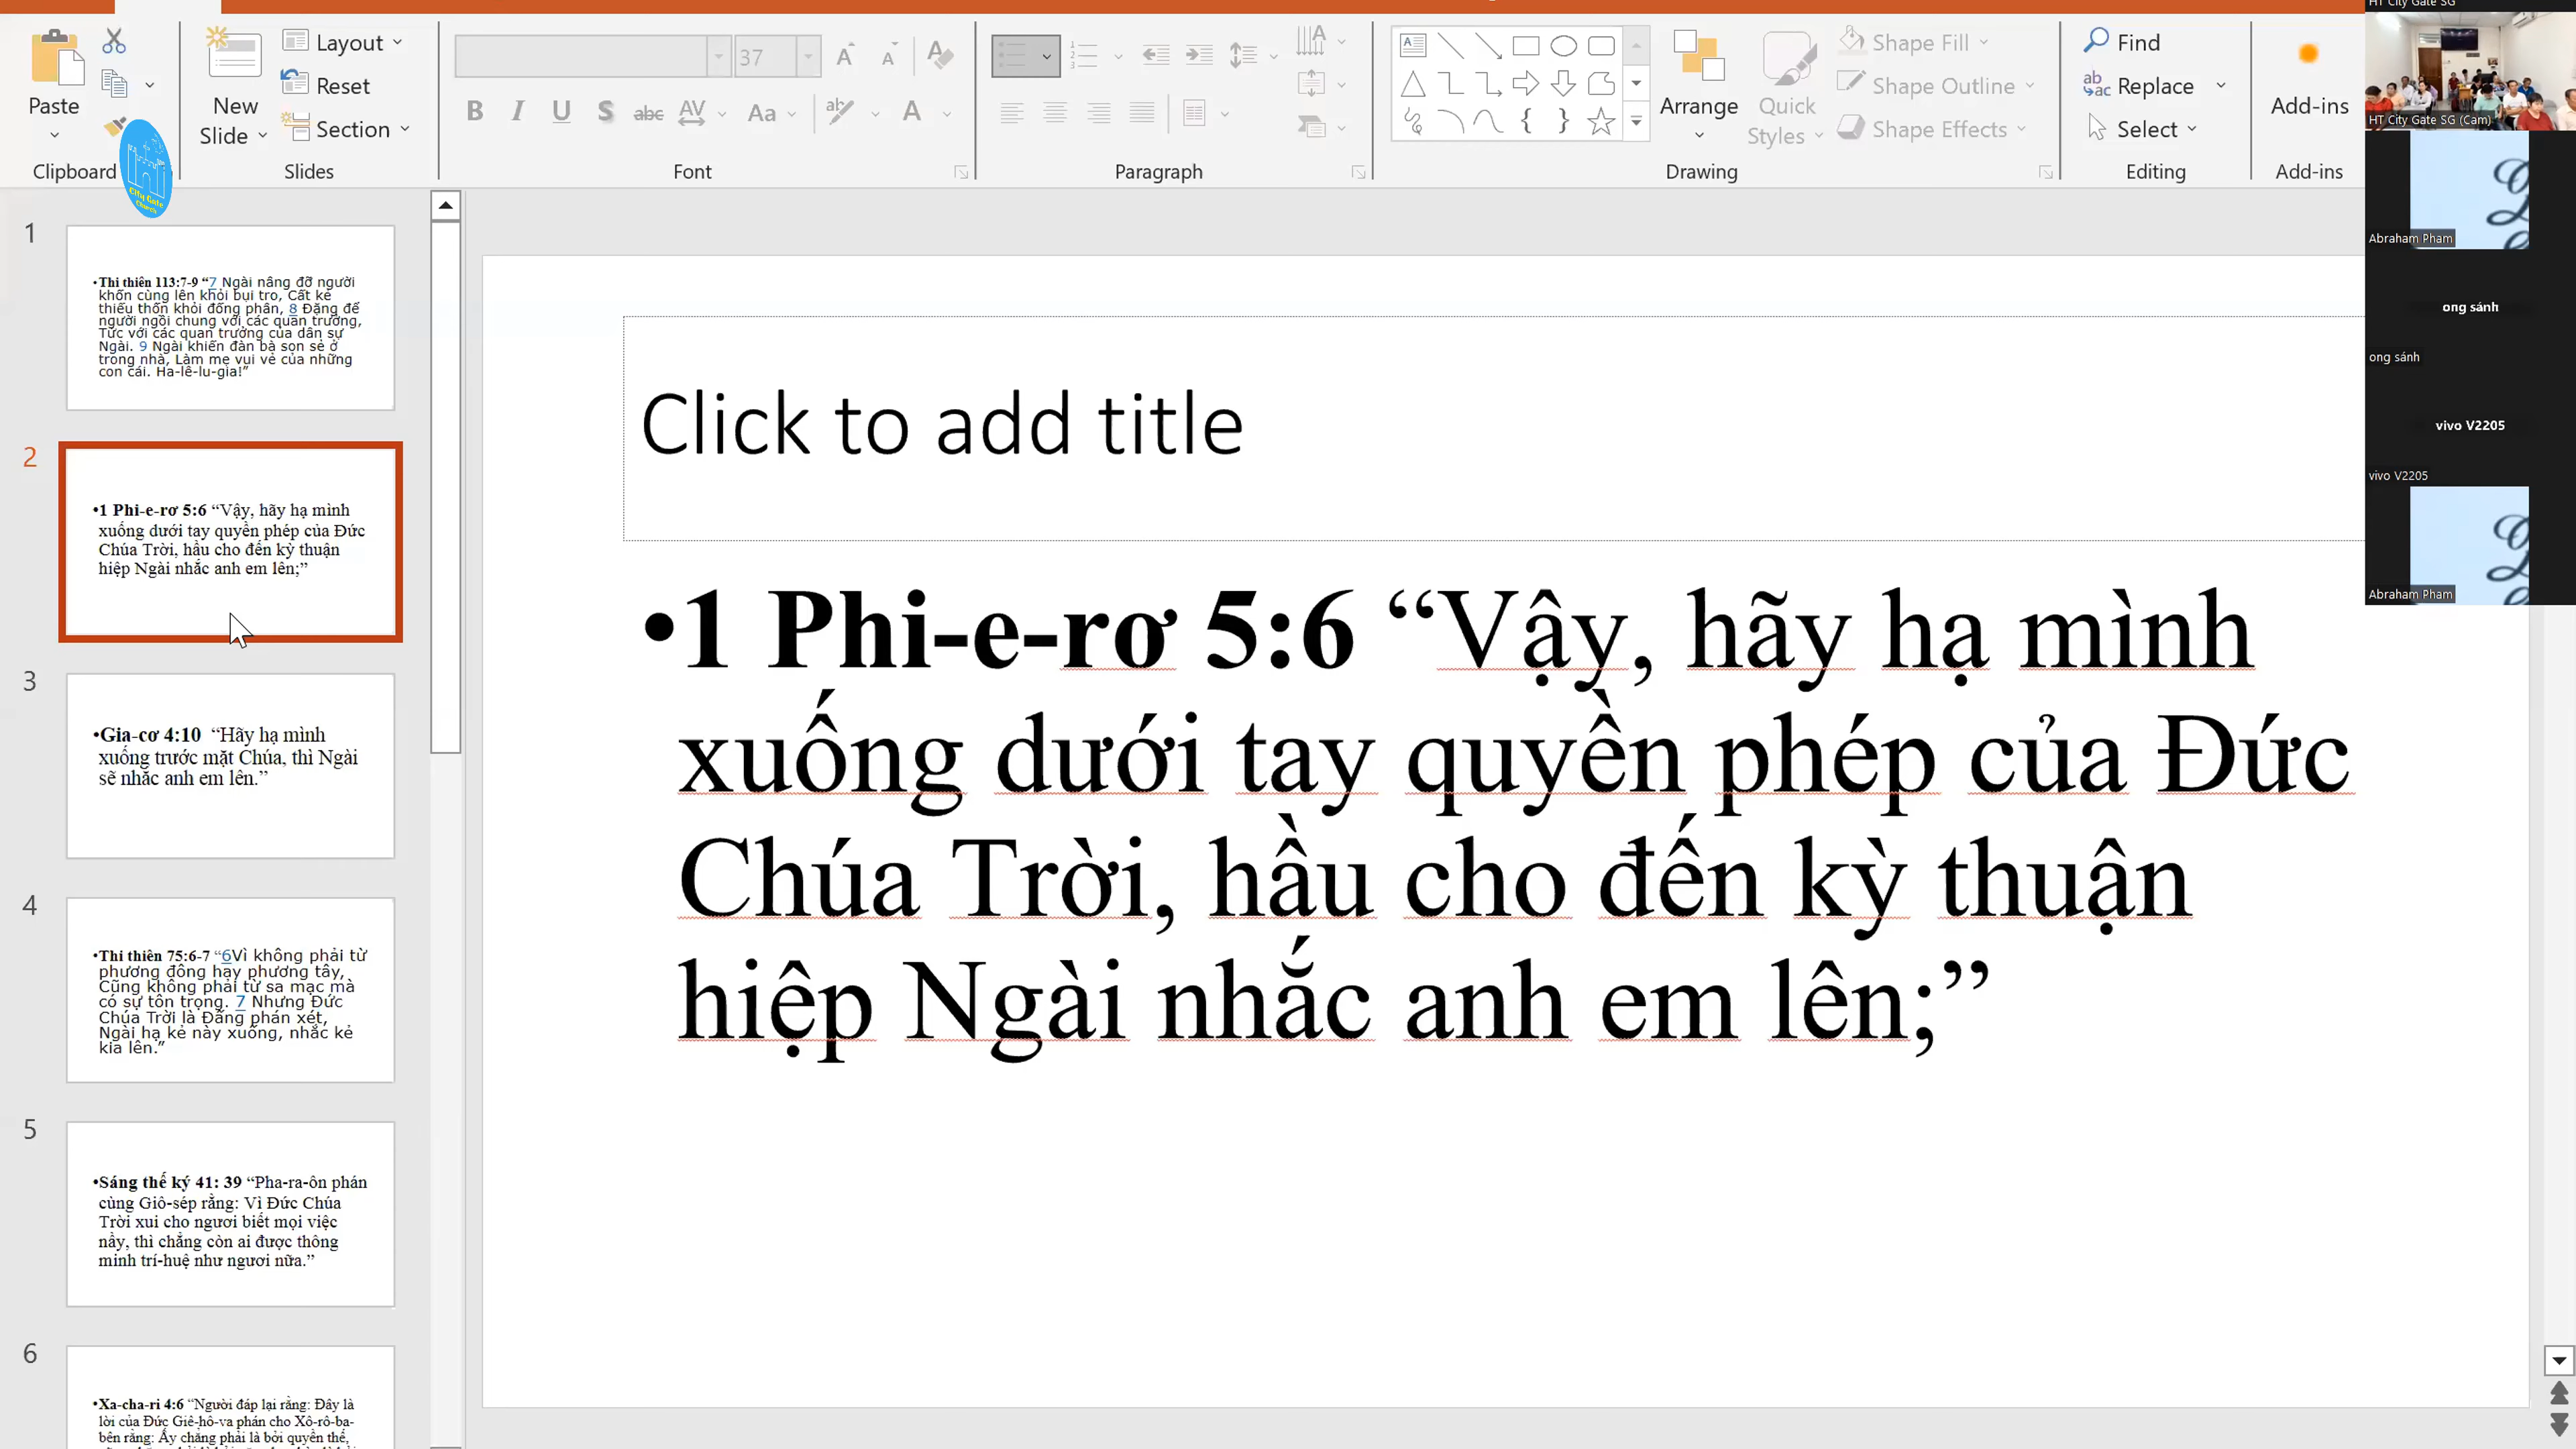 Paste
Clipboard
New
Slide
Layout
Reset
Section
Slides
37
Font
Paragraph
Arrange
Quick
Styles
Shape Fill
Shape Outline
Shape Effects
Drawing
Find
Replace
Select
Editing
Add-ins
Add-ins
City Gate
Church
HT City Gate SG
HT City Gate SG (Cam)
Abraham Pham
ong sánh
ong sánh
vivo V2205
vivo V2205
Abraham Pham
1
•Thi thiên 113:7-9 “7 Ngài nâng đỡ người
khốn cùng lên khỏi bụi tro, Cất kẻ
thiếu thốn khỏi đống phân, 8 Đặng để
người ngồi chung với các quan trưởng,
Tức với các quan trưởng của dân sự
Ngài. 9 Ngài khiến đàn bà son sẻ ở
trong nhà, Làm mẹ vui vẻ của những
con cái. Ha-lê-lu-gia!”
2
•1 Phi-e-rơ 5:6 “Vậy, hãy hạ mình
xuống dưới tay quyền phép của Đức
Chúa Trời, hầu cho đến kỳ thuận
hiệp Ngài nhắc anh em lên;”
3
•Gia-cơ 4:10 “Hãy hạ mình
xuống trước mặt Chúa, thì Ngài
sẽ nhắc anh em lên.”
4
•Thi thiên 75:6-7 “6Vì không phải từ
phương đông hay phương tây,
Cũng không phải từ sa mạc mà
có sự tôn trọng. 7 Nhưng Đức
Chúa Trời là Đấng phán xét,
Ngài hạ kẻ này xuống, nhắc kẻ
kia lên.”
5
•Sáng thế ký 41: 39 “Pha-ra-ôn phán
cùng Giô-sép rằng: Vì Đức Chúa
Trời xui cho ngươi biết mọi việc
nầy, thì chẳng còn ai được thông
minh trí-huệ như ngươi nữa.”
6
•Xa-cha-ri 4:6 “Người đáp lại rằng: Đây là
lời của Đức Giê-hô-va phán cho Xô-rô-ba-
bên rằng: Ấy chẳng phải là bởi quyền thế,
Click to add title
•1 Phi-e-rơ 5:6 “Vậy, hãy hạ mình
xuống dưới tay quyền phép của Đức
Chúa Trời, hầu cho đến kỳ thuận
hiệp Ngài nhắc anh em lên;”